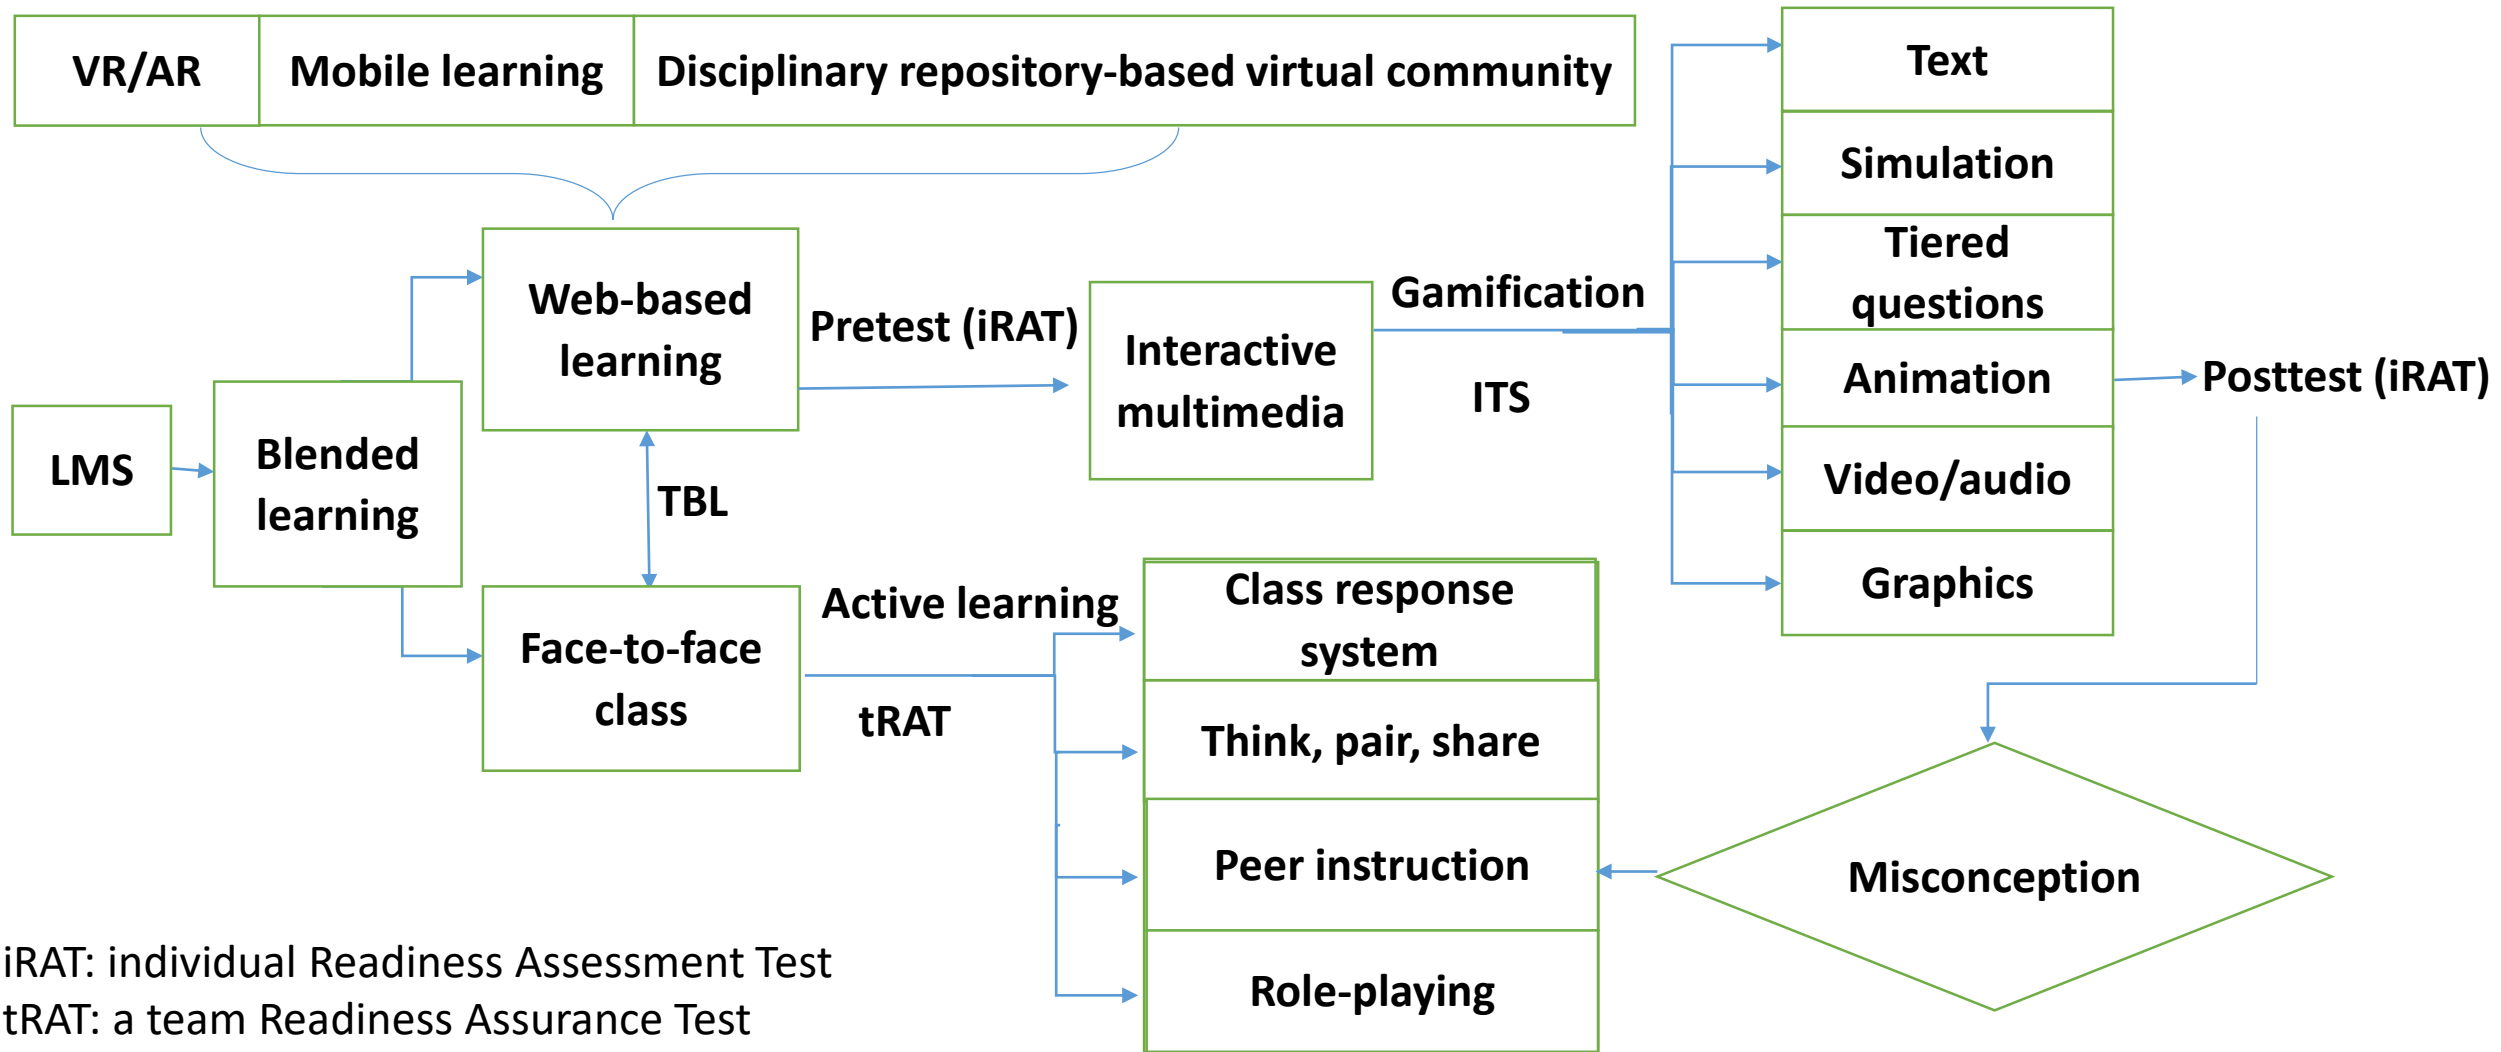 VR/AR
Mobile learning
Disciplinary repository-based virtual community
Text
Simulation
Tiered
questions
Animation
Video/audio
Graphics
Web-based
learning
Pretest (iRAT)
Interactive
multimedia
Gamification
ITS
Posttest (iRAT)
LMS
Blended
learning
TBL
Face-to-face
class
Active learning
tRAT
Class response
system
Think, pair, share
Peer instruction
Role-playing
Misconception
iRAT: individual Readiness Assessment Test
tRAT: a team Readiness Assurance Test